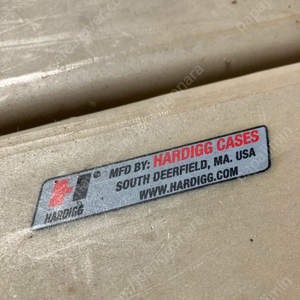 MFD BY: HARDIGG CASES
SOUTH DEERFIELD, MA. USA
WWW.HARDIGG.COM
HARDIGG